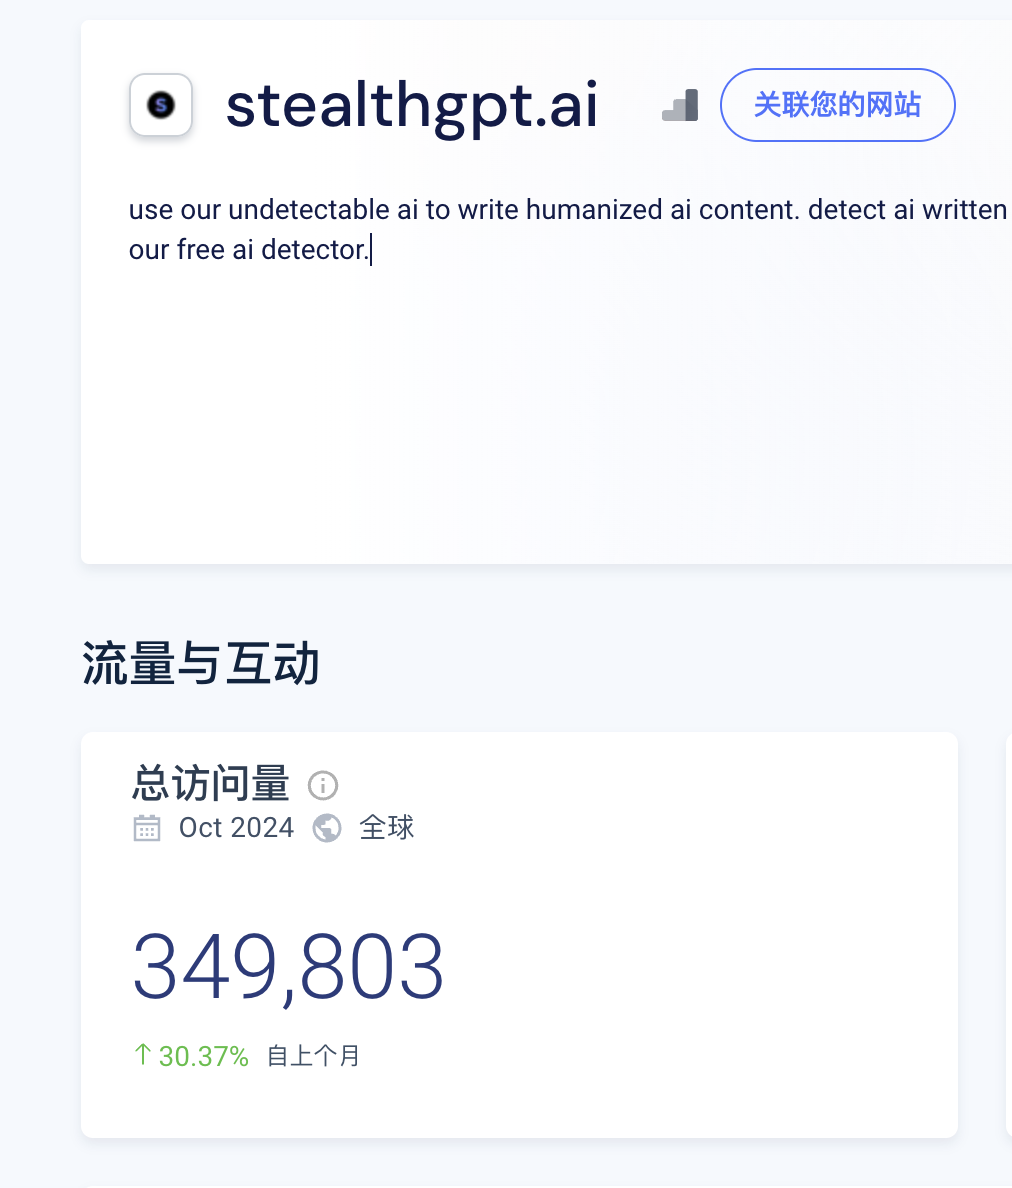 S
stealthgpt.ai
关联您的网站
use our undetectable ai to write humanized ai content. detect ai written
our free ai detector.
流量与互动
总访问量
Oct 2024 全球
349,803
↑ 30.37% 自上个月